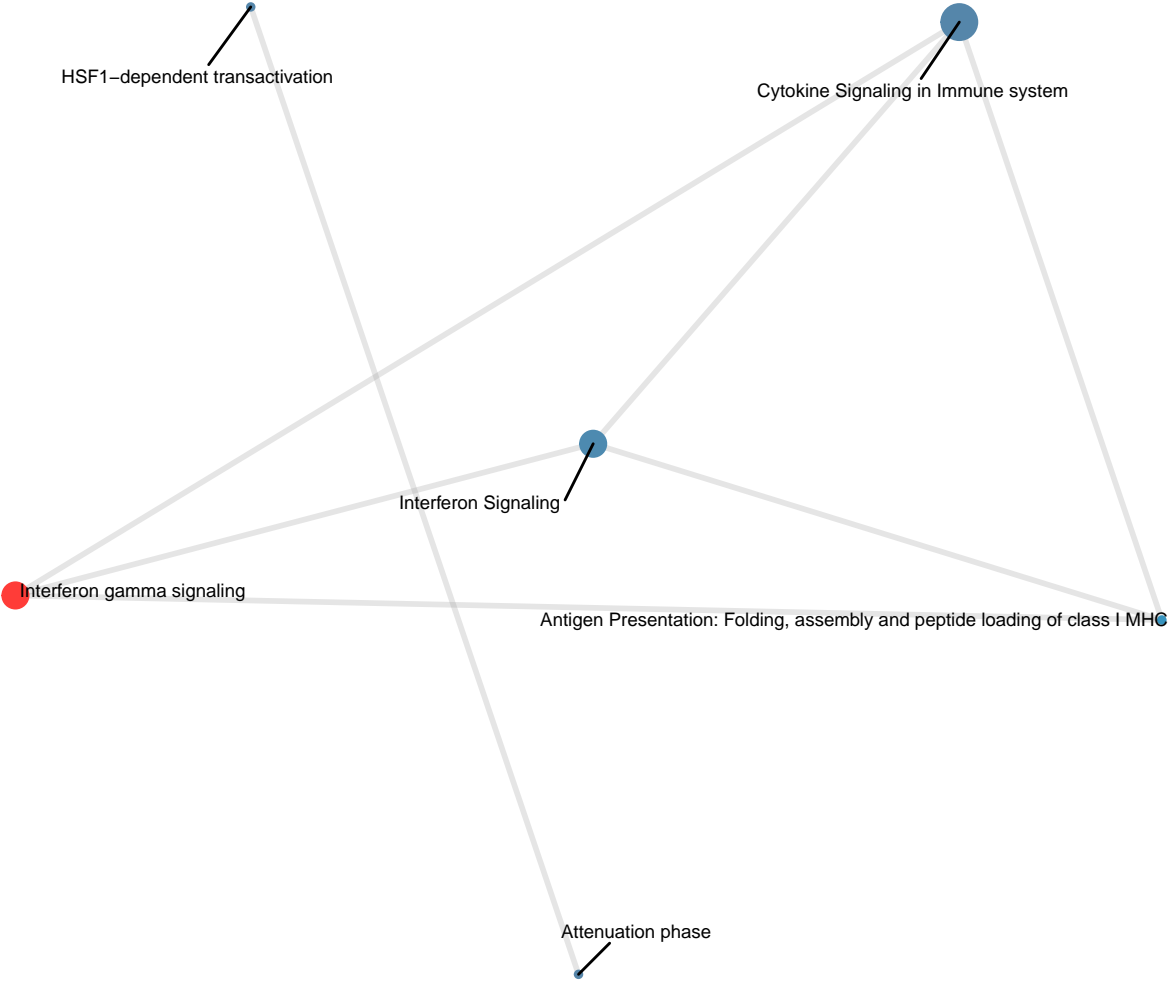 HSF1−dependent transactivation
Cytokine Signaling in Immune system
Interferon Signaling
Interferon gamma signaling
Antigen Presentation: Folding, assembly and peptide loading of class I MHC
Attenuation phase